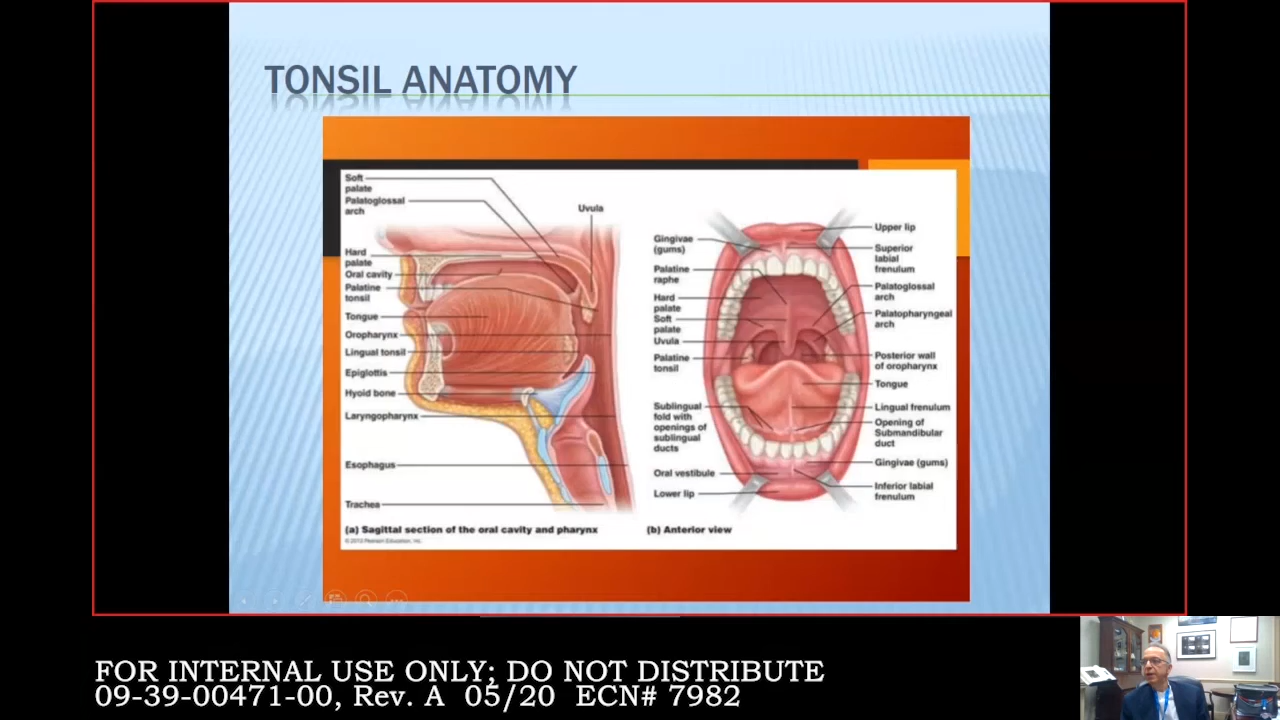 TONSIL ANATOMY
Soft
palate
Palatoglossal
arch
Uvula
Hard
palate
Oral cavity
Palatine
tonsil
Tongue
Oropharynx
Lingual tonsil
Epiglottis
Hyoid bone
Laryngopharynx
Esophagus
Trachea
(a) Sagittal section of the oral cavity and pharynx
© 2013 Pearson Education, Inc.
Gingivae
(gums)
Palatine
raphe
Hard
palate
Soft
palate
Uvula
Palatine
tonsil
Sublingual
fold with
openings of
sublingual
ducts
Oral vestibule
Lower lip
Upper lip
Superior
labial
frenulum
Palatoglossal
arch
Palatopharyngeal
arch
Posterior wall
of oropharynx
Tongue
Lingual frenulum
Opening of
Submandibular
duct
Gingivae (gums)
Inferior labial
frenulum
(b) Anterior view
FOR INTERNAL USE ONLY; DO NOT DISTRIBUTE
09-39-00471-00, Rev. A 05/20 ECN# 7982